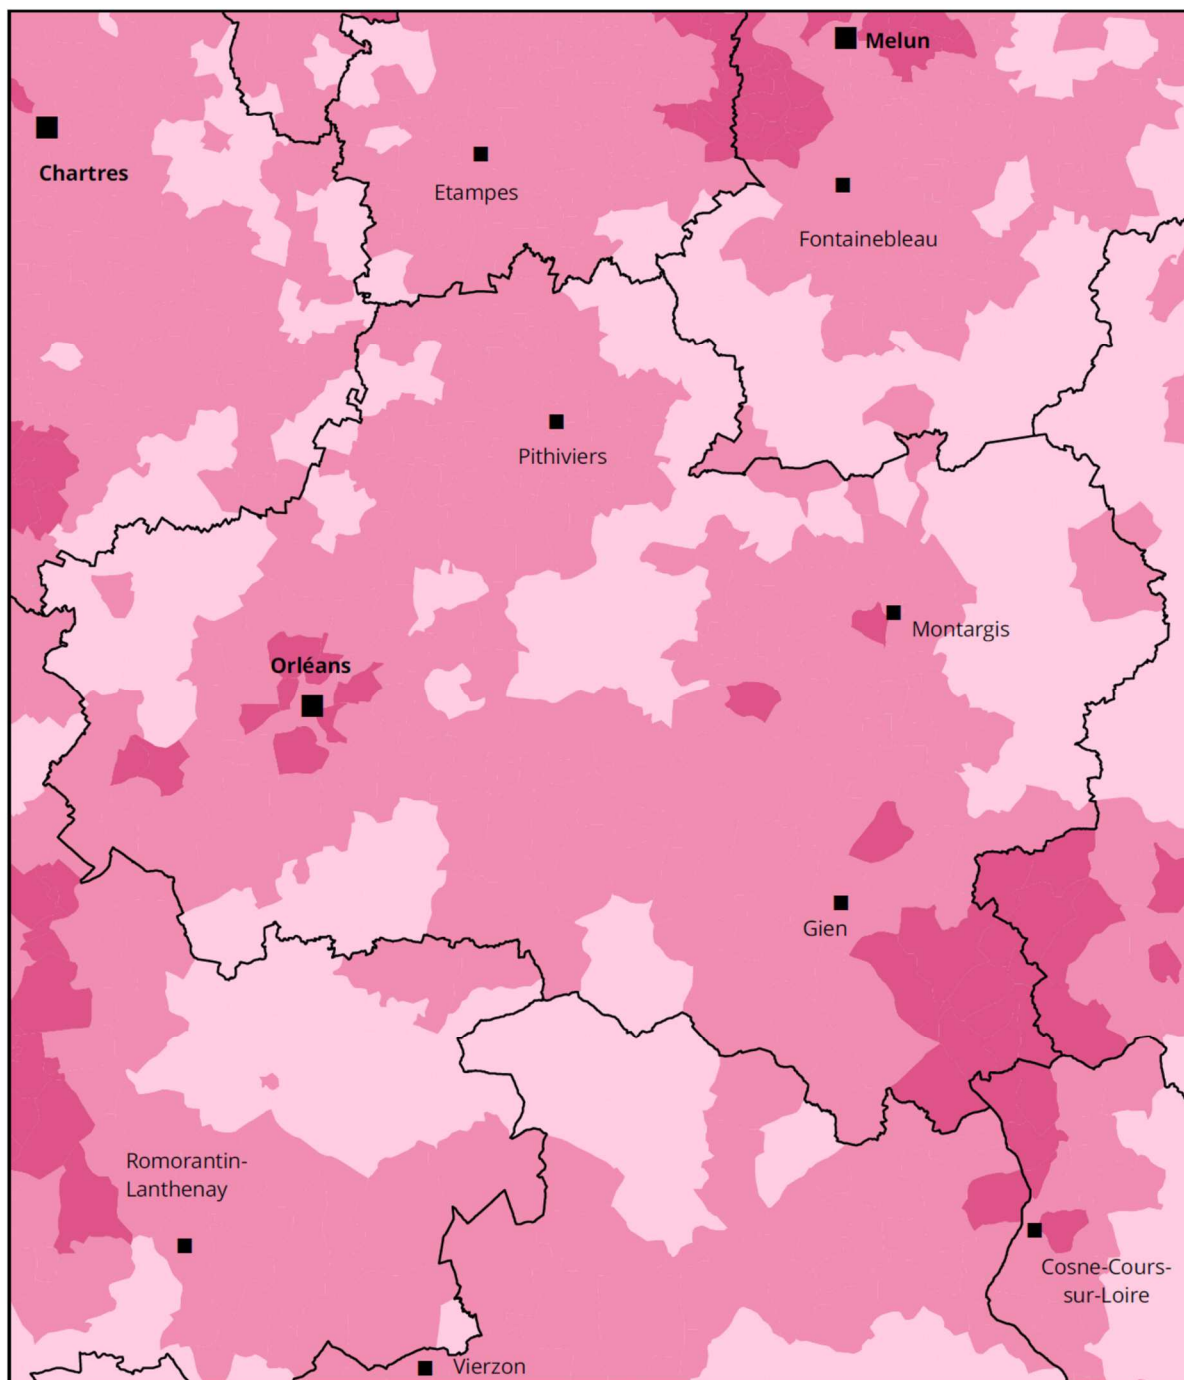 Melun
Chartres
Etampes
Fontainebleau
Pithiviers
Montargis
Orléans
Gien
Romorantin-
Lanthenay
Cosne-Cours-
sur-Loire
Vierzon